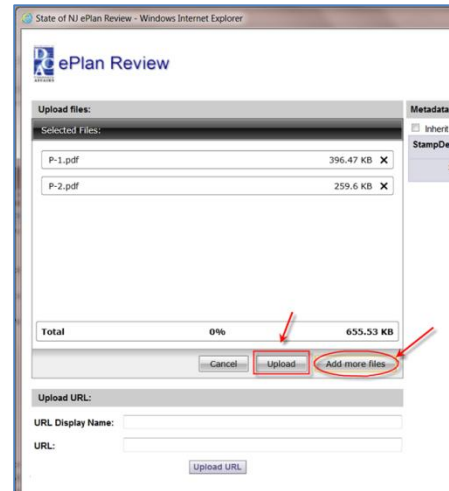 State of NJ ePlan Review - Windows Internet Explorer
ePlan Review
Upload files:
Metadata
Selected Files:
Inherit
StampDe
P-1.pdf 396.47 KB X
P-2.pdf 259.6 KB X
Total 0% 655.53 KB
Cancel Upload Add more files
Upload URL:
URL Display Name:
URL:
Upload URL